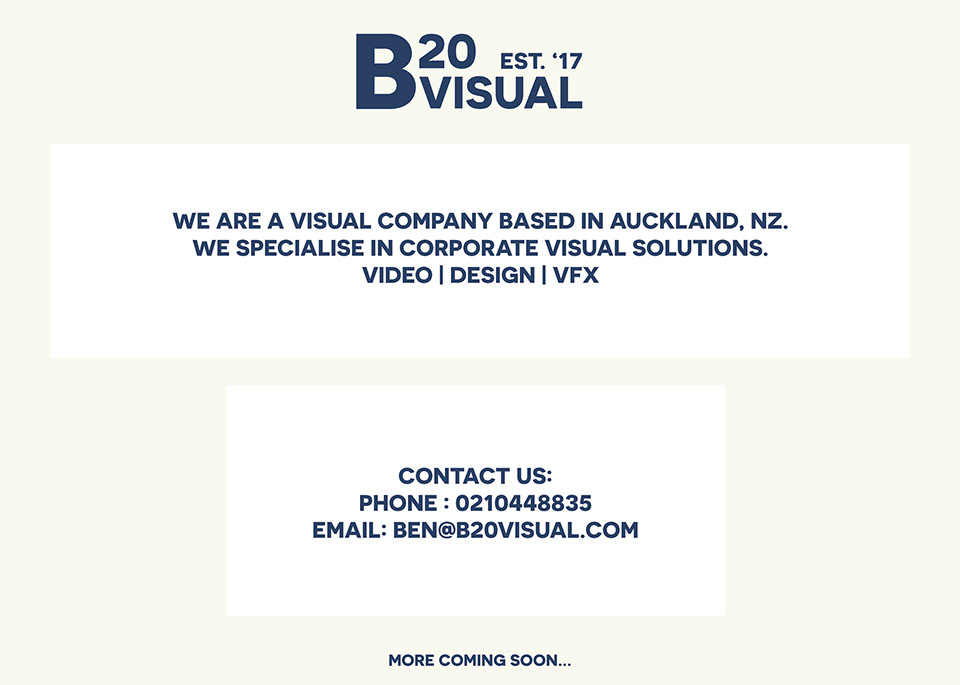 B20 EST. ‘17
VISUAL
WE ARE A VISUAL COMPANY BASED IN AUCKLAND, NZ.
WE SPECIALISE IN CORPORATE VISUAL SOLUTIONS.
VIDEO | DESIGN | VFX
CONTACT US:
PHONE : 0210448835
EMAIL: BEN@B20VISUAL.COM
MORE COMING SOON...